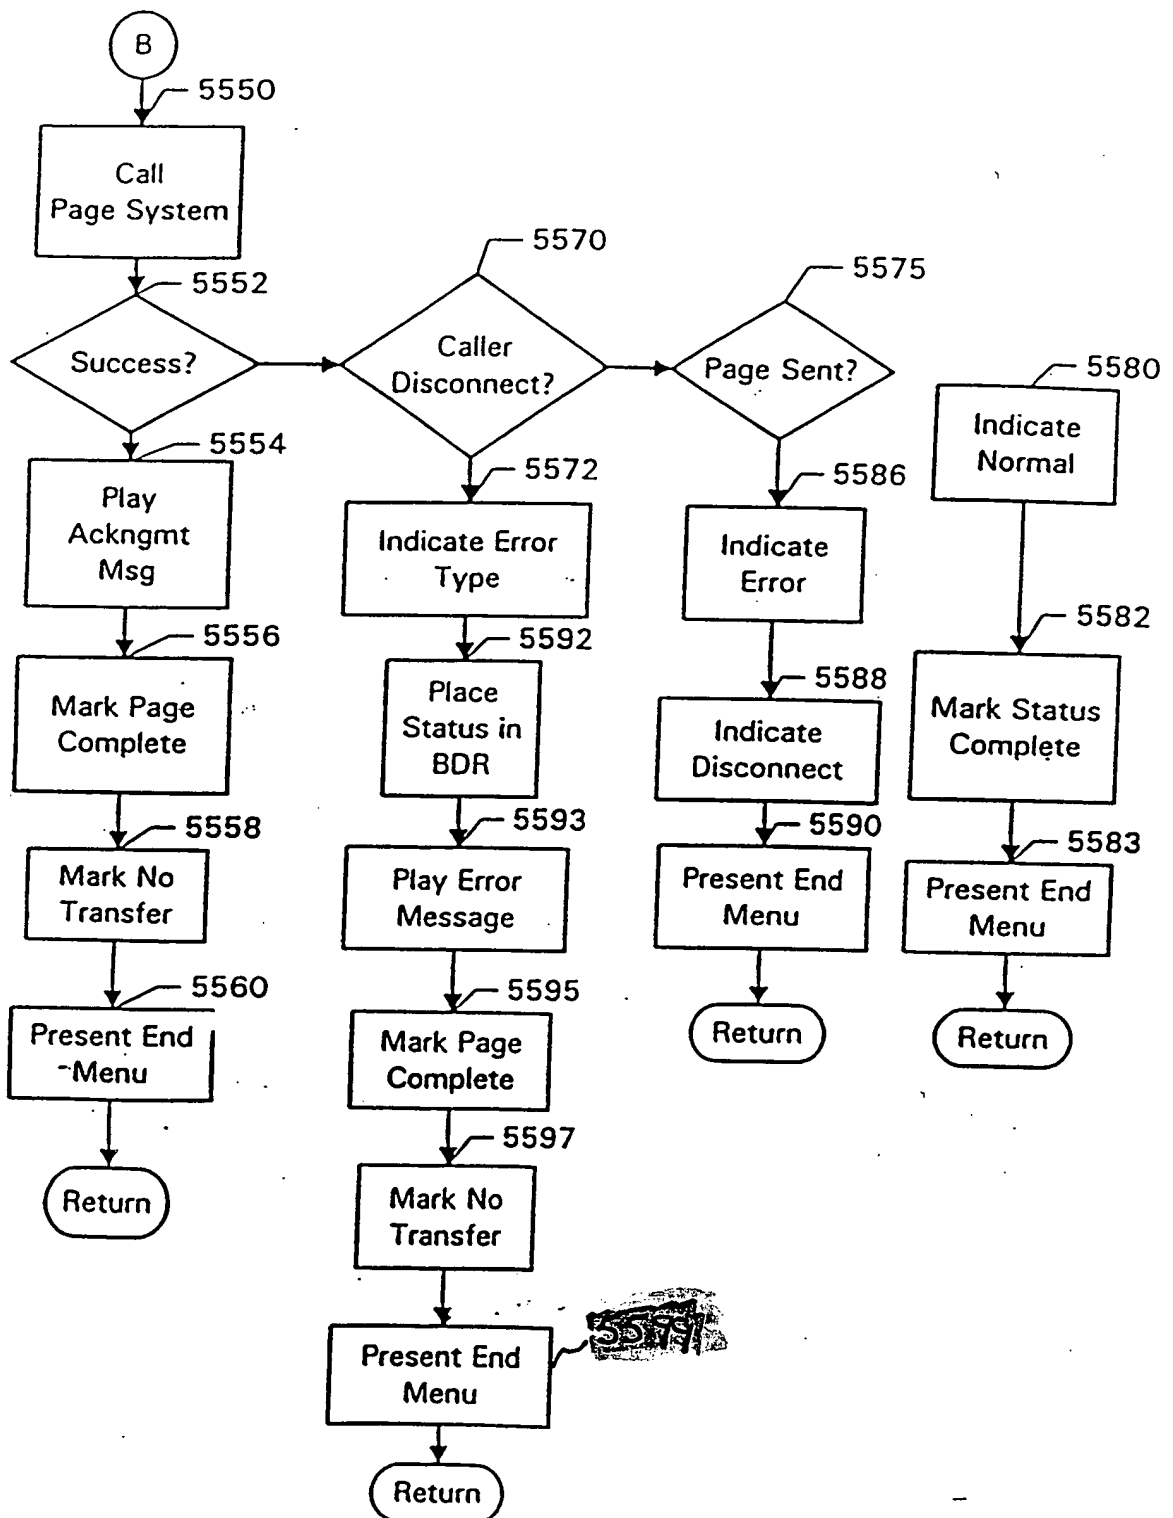 B
5550
Call
Page System
5552
Success?
5554
Play
Ackngmt
Msg
5556
Mark Page
Complete
5558
Mark No
Transfer
5560
Present End
Menu
Return
5570
Caller
Disconnect?
5572
Indicate Error
Type
5592
Place
Status in
BDR
5593
Play Error
Message
5595
Mark Page
Complete
5597
Mark No
Transfer
Present End
Menu
Return
5575
Page Sent?
5586
Indicate
Error
5588
Indicate
Disconnect
5590
Present End
Menu
Return
5580
Indicate
Normal
5582
Mark Status
Complete
5583
Present End
Menu
Return